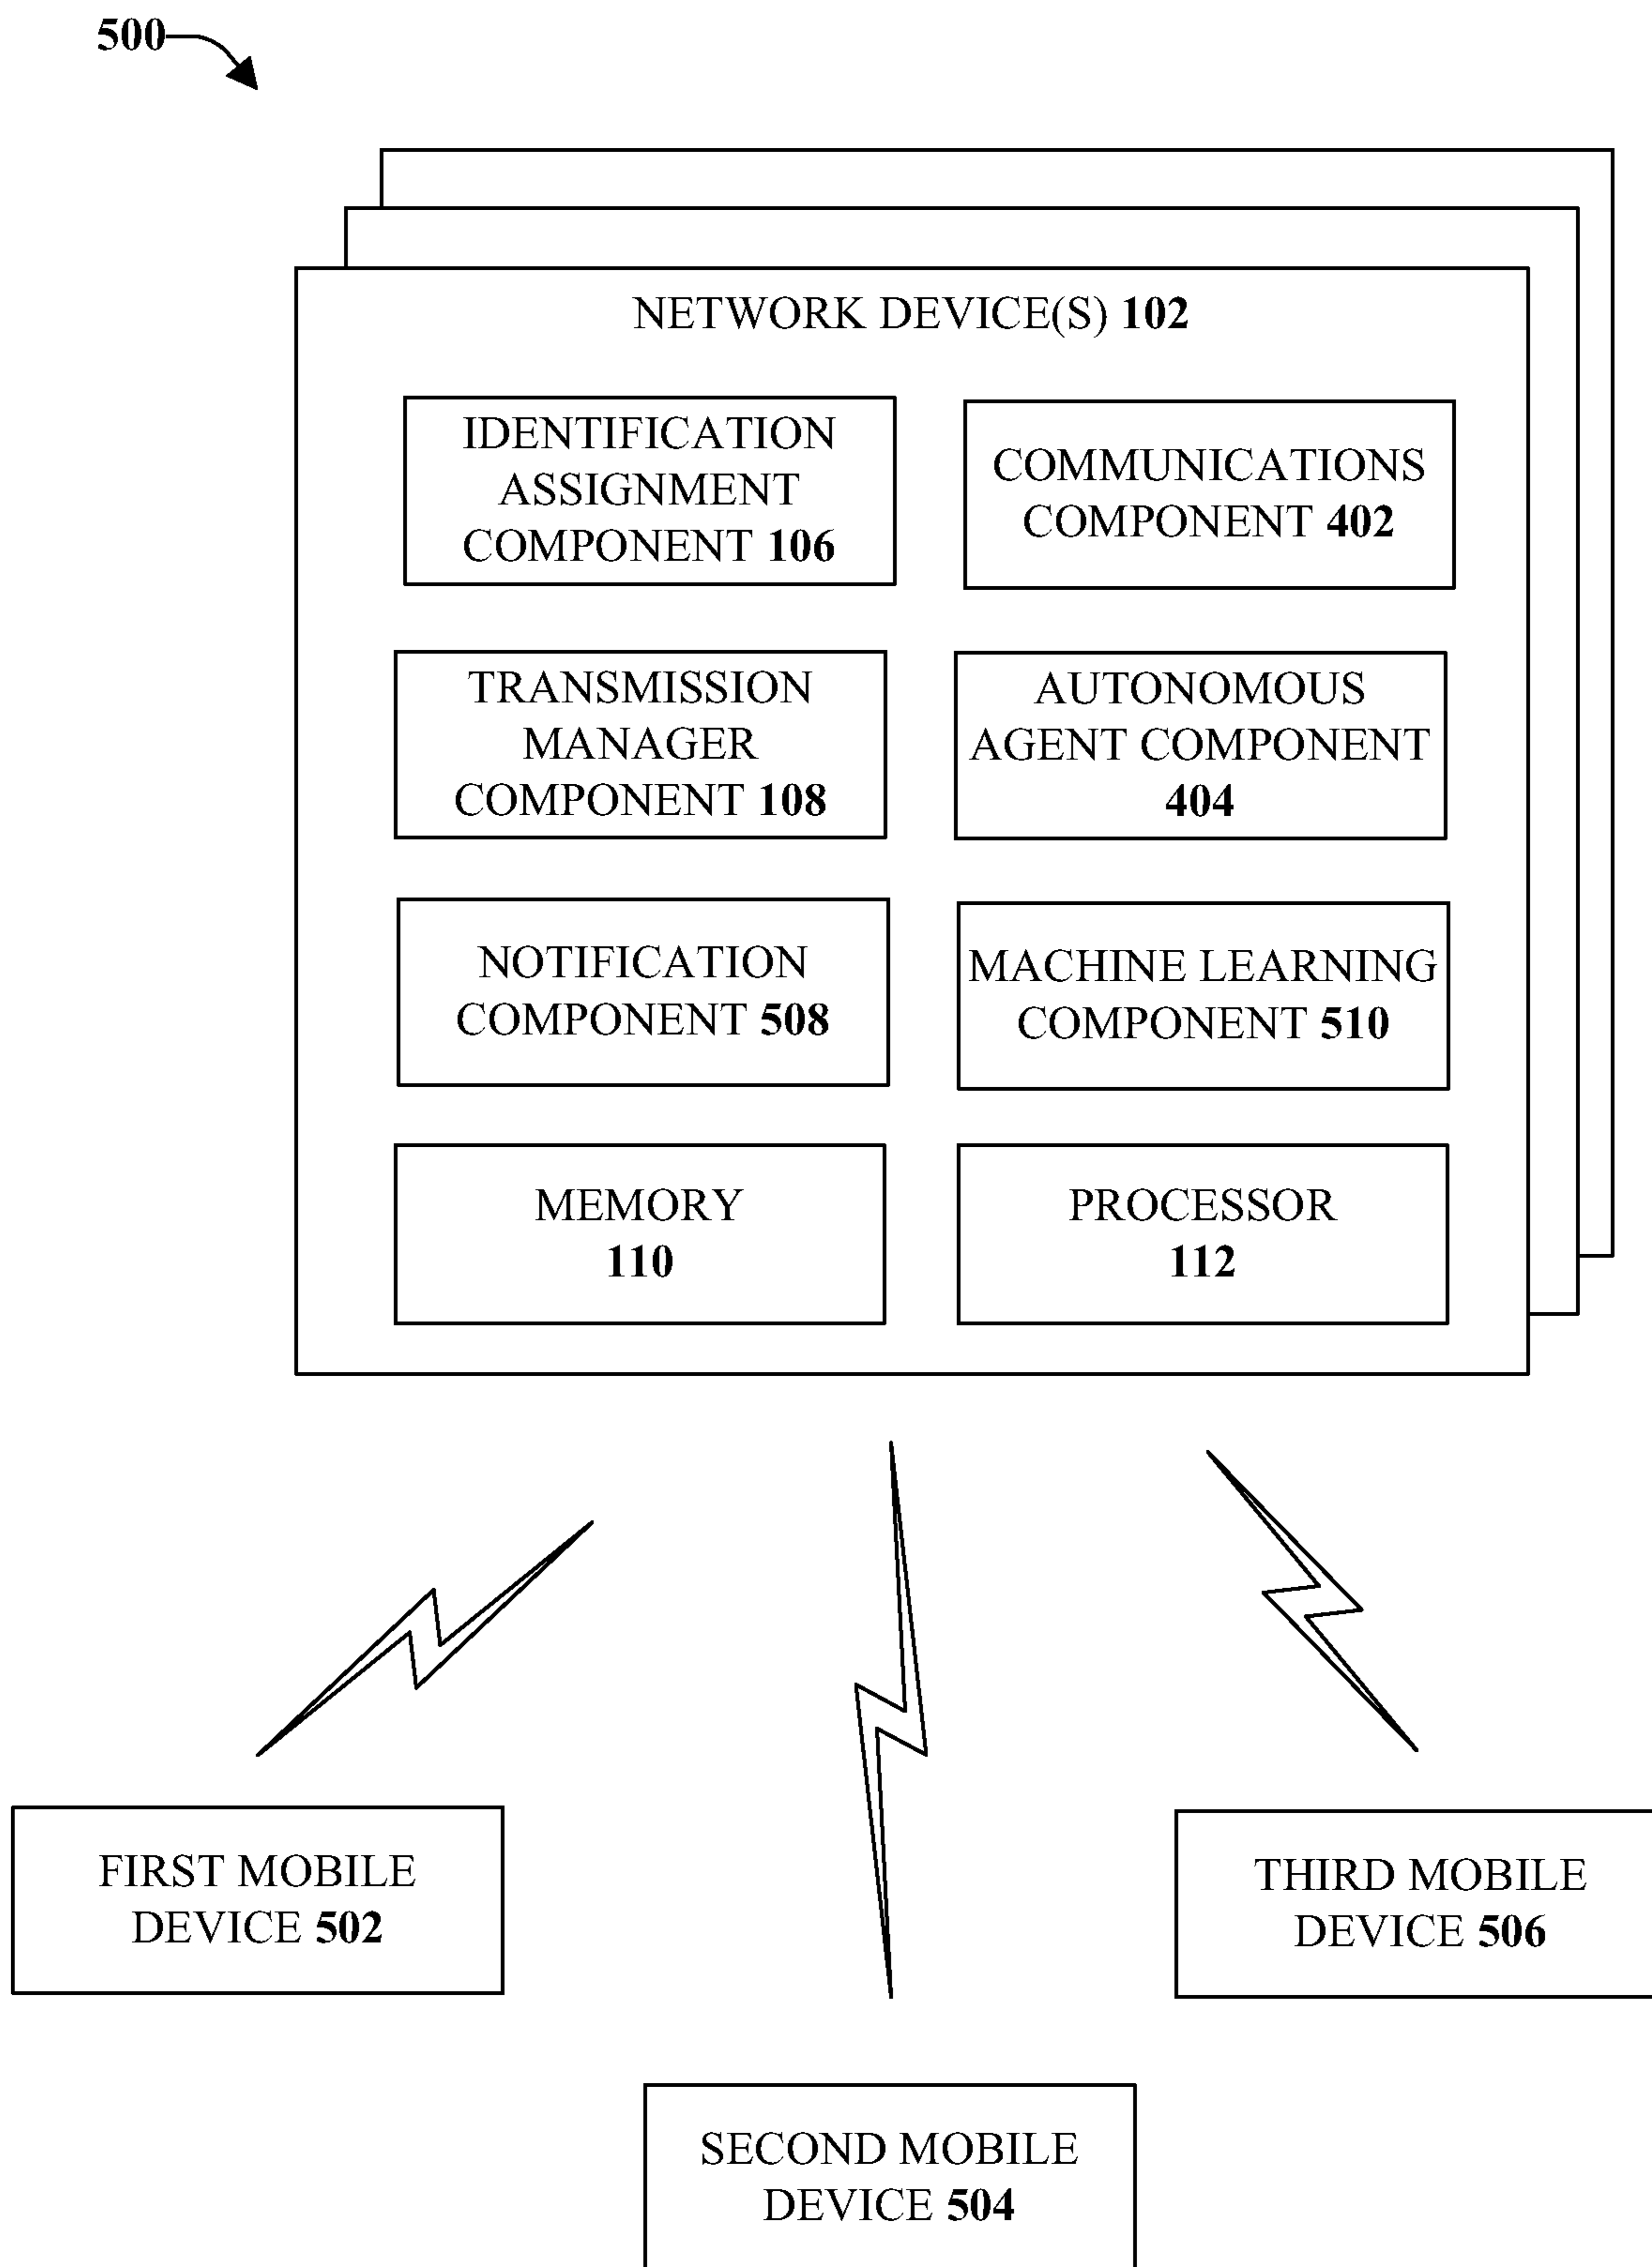 500
NETWORK DEVICE(S) 102
IDENTIFICATION
ASSIGNMENT
COMPONENT 106
COMMUNICATIONS
COMPONENT 402
TRANSMISSION
MANAGER
COMPONENT 108
AUTONOMOUS
AGENT COMPONENT
404
NOTIFICATION
COMPONENT 508
MACHINE LEARNING
COMPONENT 510
MEMORY
110
PROCESSOR
112
FIRST MOBILE
DEVICE 502
THIRD MOBILE
DEVICE 506
SECOND MOBILE
DEVICE 504